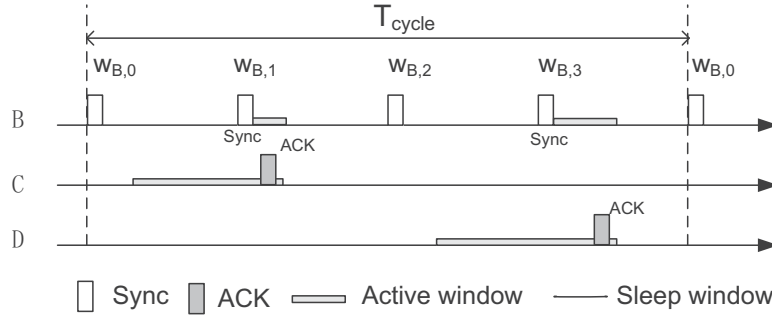 T_cycle
w_B,0 w_B,1 w_B,2 w_B,3 w_B,0
B
Sync Sync
ACK
C
ACK
D
Sync ACK Active window Sleep window